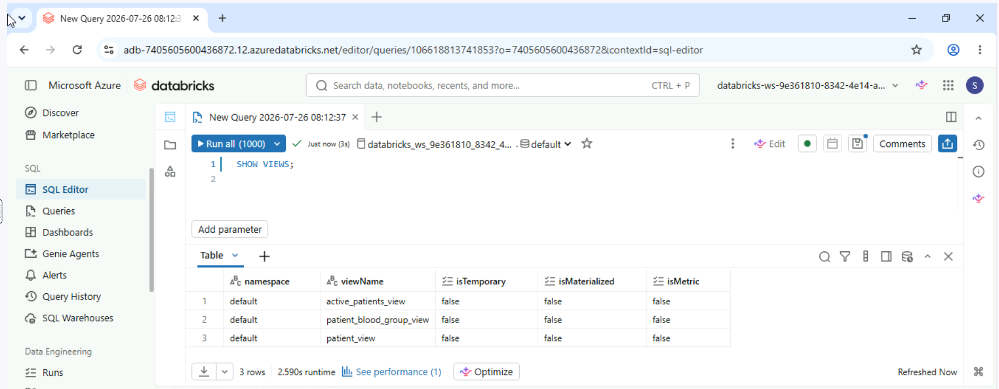 New Query 2026-07-26 08:12:3
adb-7405605600436872.12.azuredatabricks.net/editor/queries/106618813741853?o=7405605600436872&contextId=sql-editor
Microsoft Azure databricks
Search data, notebooks, recents, and more... CTRL + P
databricks-ws-9e361810-8342-4e14-a...
S
Discover
Marketplace
SQL
SQL Editor
Queries
Dashboards
Genie Agents
Alerts
Query History
SQL Warehouses
Data Engineering
Runs
New Query 2026-07-26 08:12:37
Run all (1000) Just now (3s) databricks_ws_9e361810_8342_4... . default
Edit Comments
1 SHOW VIEWS;
2
Add parameter
Table
namespace viewName isTemporary isMaterialized isMetric
1 default active_patients_view false false false
2 default patient_blood_group_view false false false
3 default patient_view false false false
3 rows 2.590s runtime See performance (1) Optimize
Refreshed Now